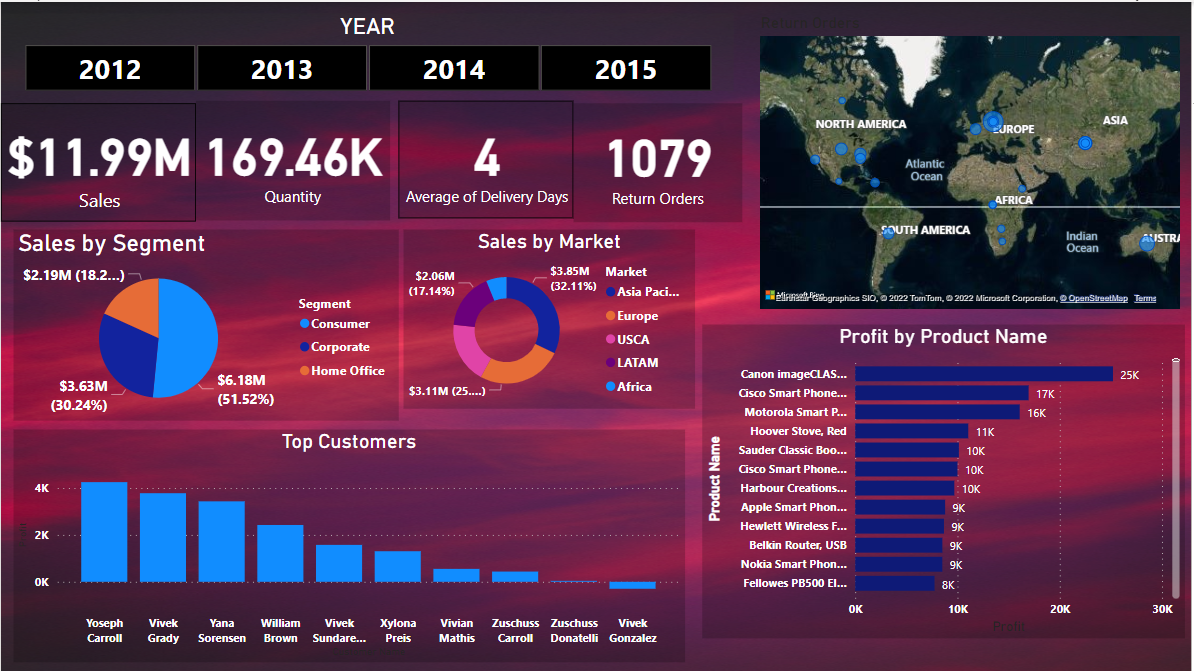 YEAR
2012
2013
2014
2015
$11.99M
Sales
169.46K
Quantity
4
Average of Delivery Days
1079
Return Orders
Return Orders
NORTH AMERICA
EUROPE
ASIA
Atlantic
Ocean
AFRICA
SOUTH AMERICA
Indian
Ocean
AUSTRA
Microsoft Bing
Earthstar Geographics SIO, © 2022 TomTom, © 2022 Microsoft Corporation, © OpenStreetMap Terms
Sales by Segment
$2.19M (18.2...)
$3.63M
(30.24%)
$6.18M
(51.52%)
Segment
Consumer
Corporate
Home Office
Sales by Market
$2.06M
(17.14%)
$3.85M
(32.11%)
$3.11M (25....)
Market
Asia Paci...
Europe
USCA
LATAM
Africa
Profit by Product Name
Product Name
Canon imageCLAS...
25K
Cisco Smart Phone...
17K
Motorola Smart P...
16K
Hoover Stove, Red
11K
Sauder Classic Boo...
10K
Cisco Smart Phone...
10K
Harbour Creations...
10K
Apple Smart Phon...
9K
Hewlett Wireless F...
9K
Belkin Router, USB
9K
Nokia Smart Phon...
9K
Fellowes PB500 El...
8K
0K
10K
20K
30K
Profit
Top Customers
4K
2K
0K
Yoseph
Carroll
Vivek
Grady
Yana
Sorensen
William
Brown
Vivek
Sundare...
Xylona
Preis
Vivian
Mathis
Zuschuss
Carroll
Zuschuss
Donatelli
Vivek
Gonzalez